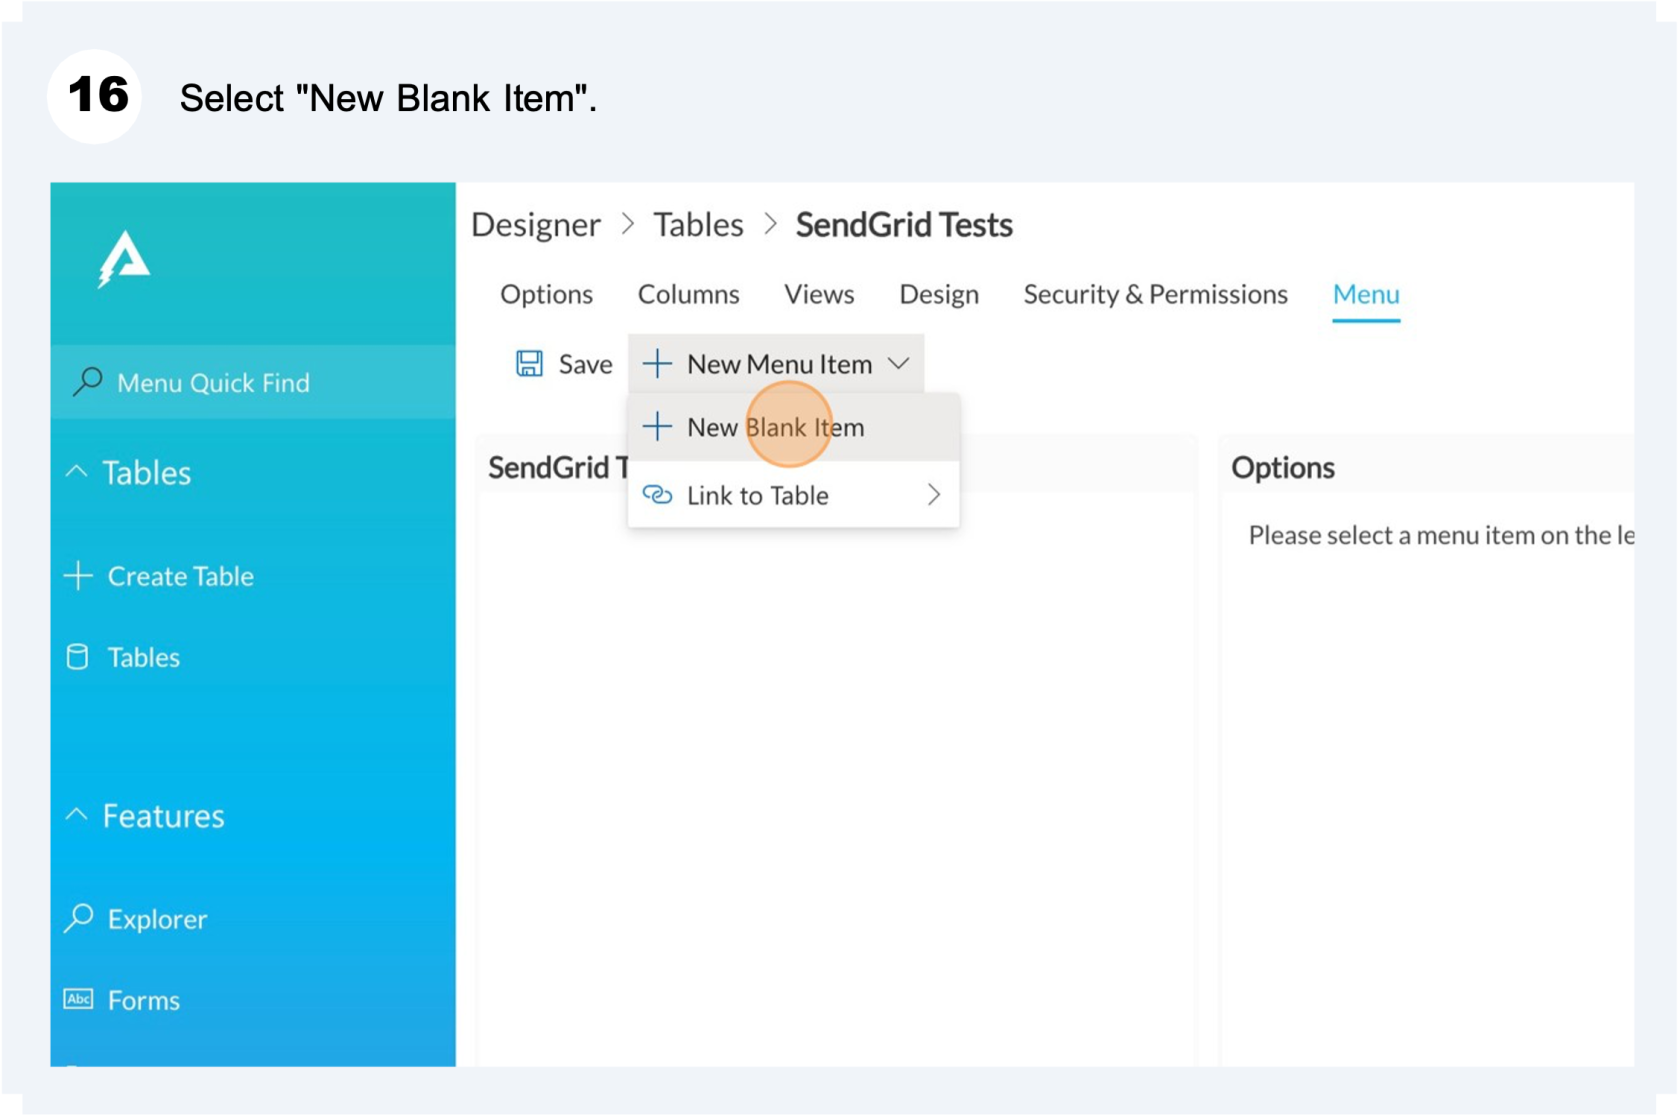 16 Select "New Blank Item".
Designer > Tables > SendGrid Tests
Options Columns Views Design Security & Permissions Menu
Save New Menu Item
New Blank Item
Link to Table
SendGrid T
Options
Please select a menu item on the le
Menu Quick Find
Tables
Create Table
Tables
Features
Explorer
Abc Forms